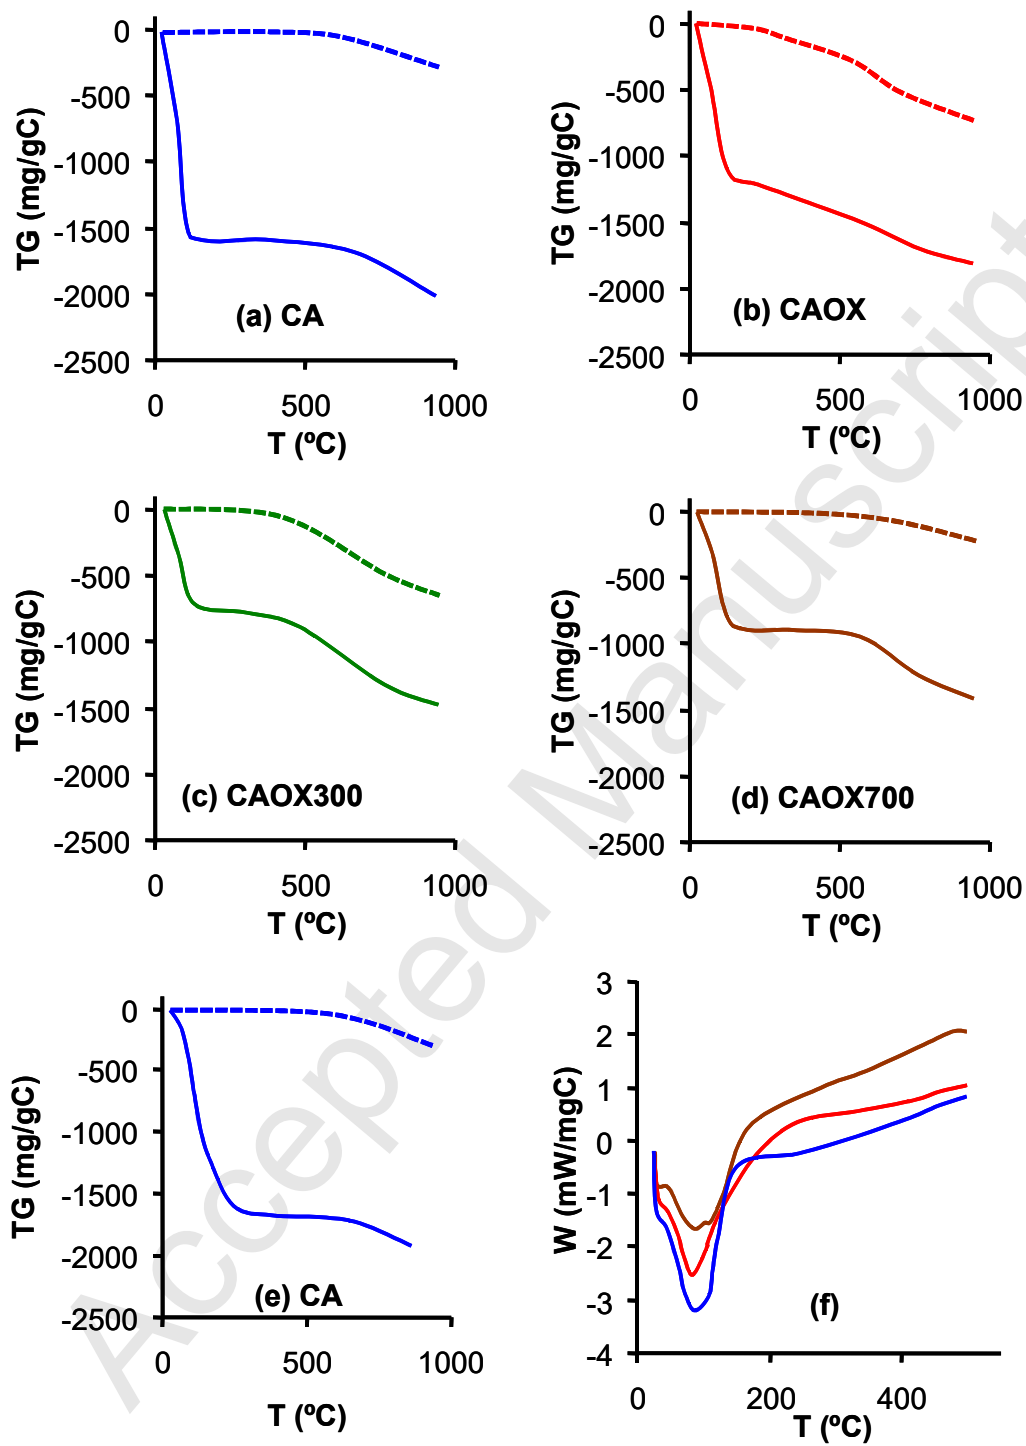 0
-500
-1000
-1500
-2000
-2500
TG (mg/gC)
(a) CA
0 500 1000
T (ºC)
0
-500
-1000
-1500
-2000
-2500
TG (mg/gC)
(b) CAOX
0 500 1000
T (ºC)
0
-500
-1000
-1500
-2000
-2500
TG (mg/gC)
(c) CAOX300
0 500 1000
T (ºC)
0
-500
-1000
-1500
-2000
-2500
TG (mg/gC)
(d) CAOX700
0 500 1000
T (ºC)
0
-500
-1000
-1500
-2000
-2500
TG (mg/gC)
(e) CA
0 500 1000
T (ºC)
3
2
1
0
-1
-2
-3
-4
W (mW/mgC)
(f)
0 200 400
T (ºC)
Accepted Manuscript